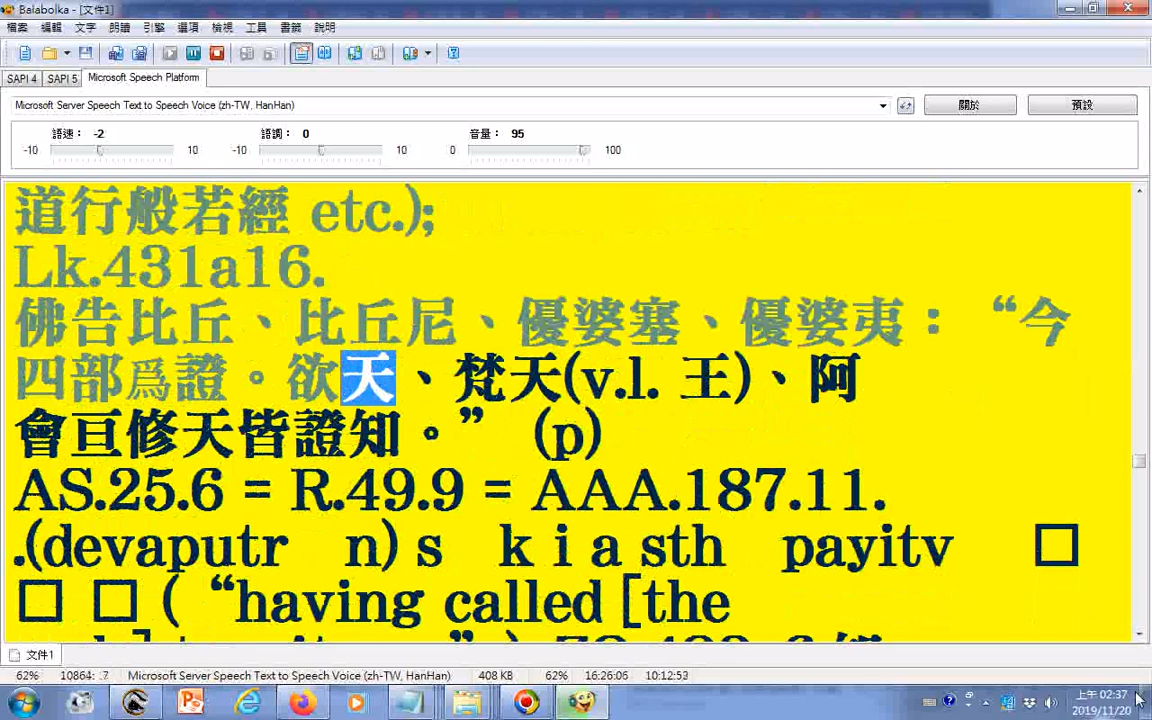 Balabolka - [文件1]
檔案 編輯 文字 朗讀 引擎 選項 檢視 工具 書籤 說明
SAPI 4 SAPI 5 Microsoft Speech Platform
Microsoft Server Speech Text to Speech Voice (zh-TW, HanHan) 關於 預設
語速： -2 語調： 0 音量： 95
-10 10 -10 10 0 100
道行般若經 etc.);
Lk.431a16.
佛告比丘、比丘尼、優婆塞、優婆夷：“今
四部爲證。欲天、梵天(v.l. 王)、阿
會亘修天皆證知。” (p)
AS.25.6 = R.49.9 = AAA.187.11.
.(devaputr n) s k i a sth payitv □
□ □ ( “having called [the
文件1
62% 10864: .7 Microsoft Server Speech Text to Speech Voice (zh-TW, HanHan) 408 KB 62% 16:26:06 10:12:53
上午 02:37
2019/11/20